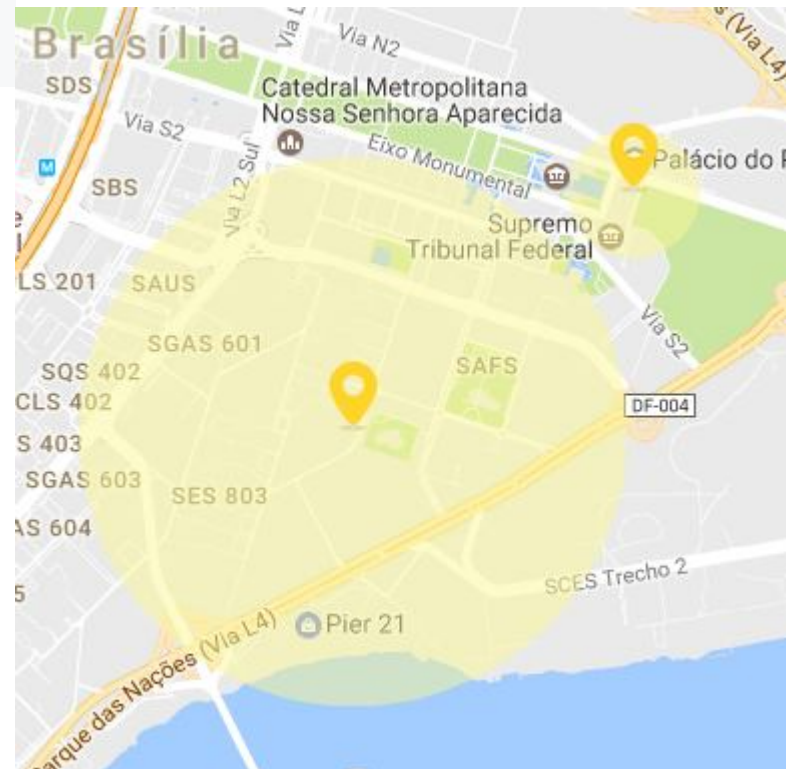 Brasília
Via L
Via N2
(Via L4)
SDS
Catedral Metropolitana
Nossa Senhora Aparecida
Via S2
Eixo Monumental
Palácio do P
M
SBS
Via L2 Sul
Supremo
Tribunal Federal
LS 201
SAUS
Via S2
SGAS 601
SAFS
SQS 402
CLS 402
DF-004
S 403
SGAS 603
SES 803
AS 604
SCES Trecho 2
5
Pier 21
Parque das Nações (Via L4)